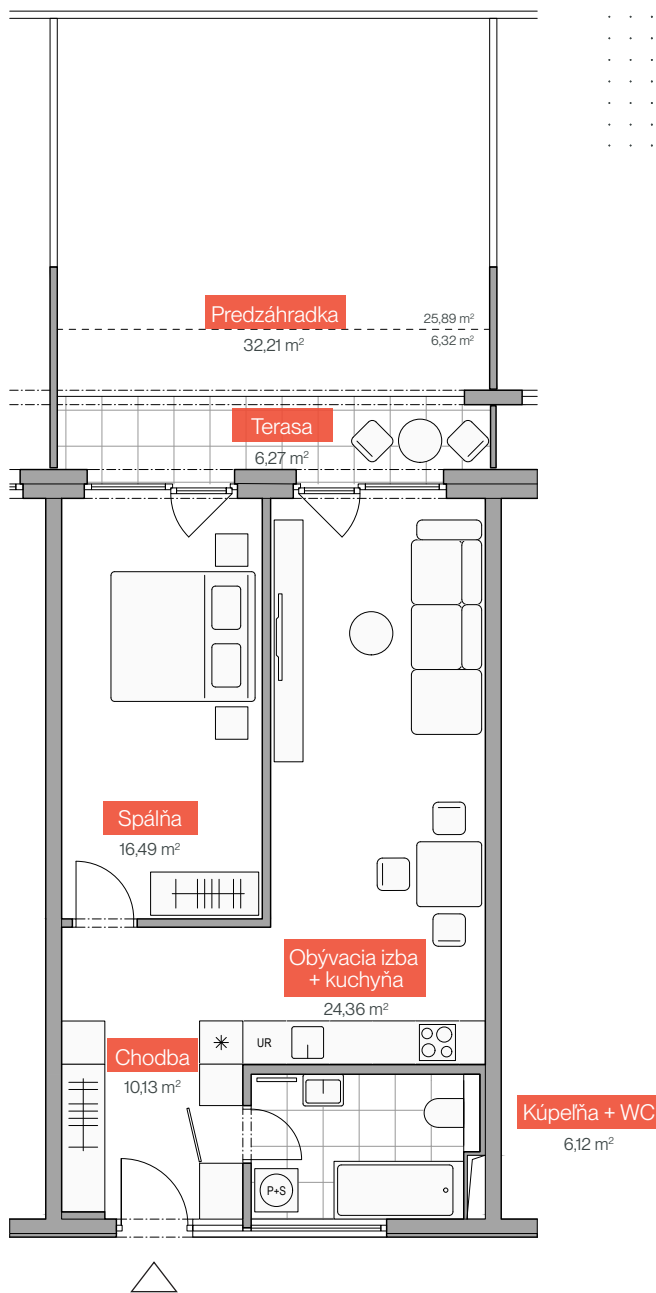 Predzáhradka
25,89 m²
32,21 m²
6,32 m²
Terasa
6,27 m²
Spálňa
16,49 m²
Obývacia izba
+ kuchyňa
24,36 m²
UR
Chodba
10,13 m²
Kúpeľňa + WC
6,12 m²
P+S